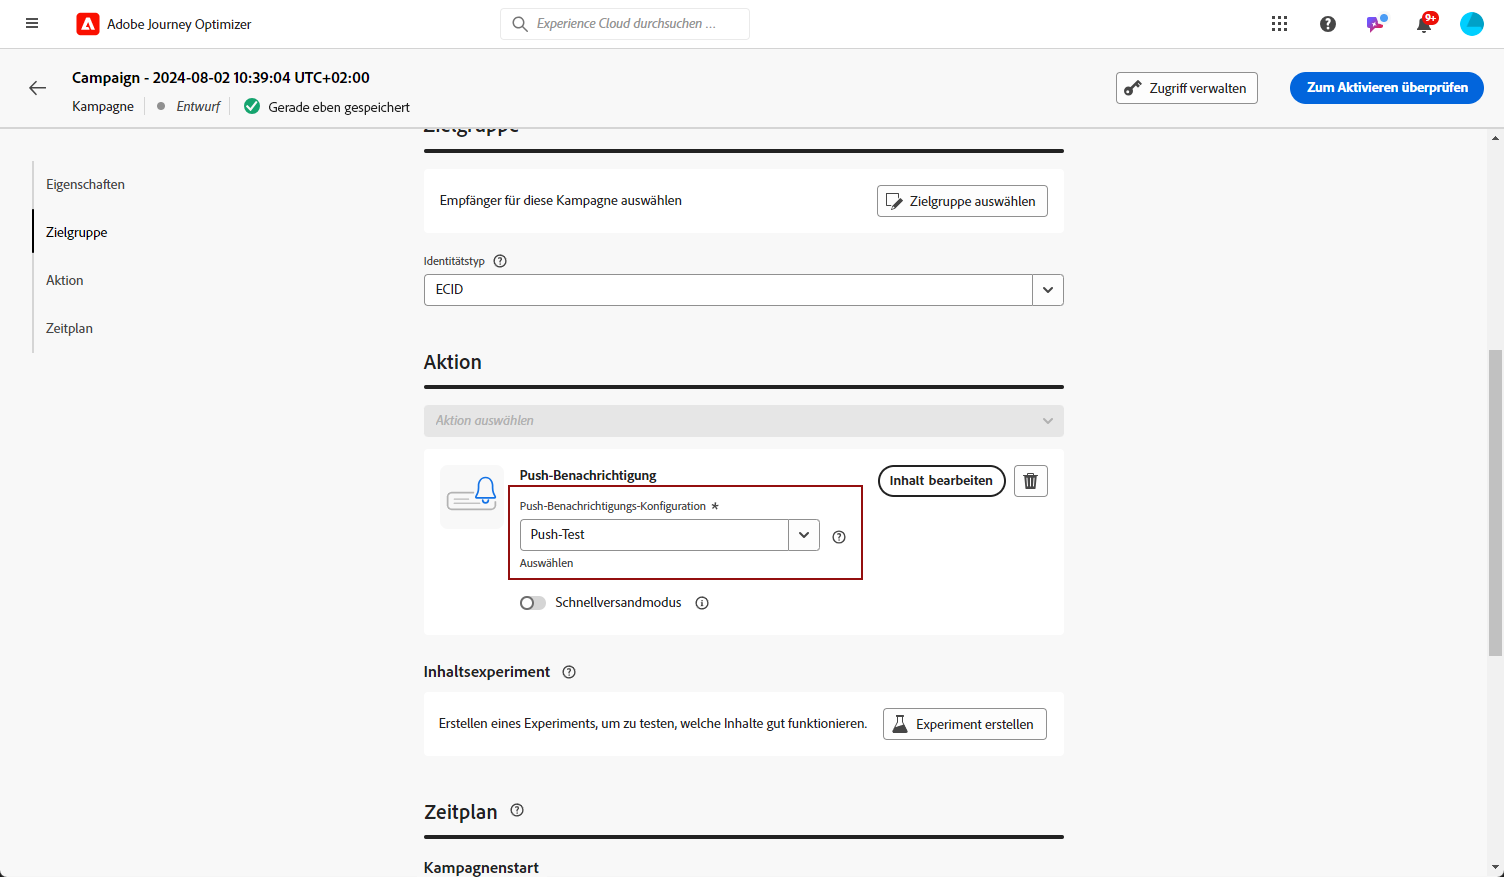 Adobe Journey Optimizer
Experience Cloud durchsuchen ...
9+
Campaign - 2024-08-02 10:39:04 UTC+02:00
Kampagne
Entwurf
Gerade eben gespeichert
Zugriff verwalten
Zum Aktivieren überprüfen
Eigenschaften
Zielgruppe
Aktion
Zeitplan
Zielgruppe
Empfänger für diese Kampagne auswählen
Zielgruppe auswählen
Identitätstyp
ECID
Aktion
Aktion auswählen
Push-Benachrichtigung
Inhalt bearbeiten
Push-Benachrichtigungs-Konfiguration *
Push-Test
Auswählen
Schnellversandmodus
Inhaltsexperiment
Erstellen eines Experiments, um zu testen, welche Inhalte gut funktionieren.
Experiment erstellen
Zeitplan
Kampagnenstart